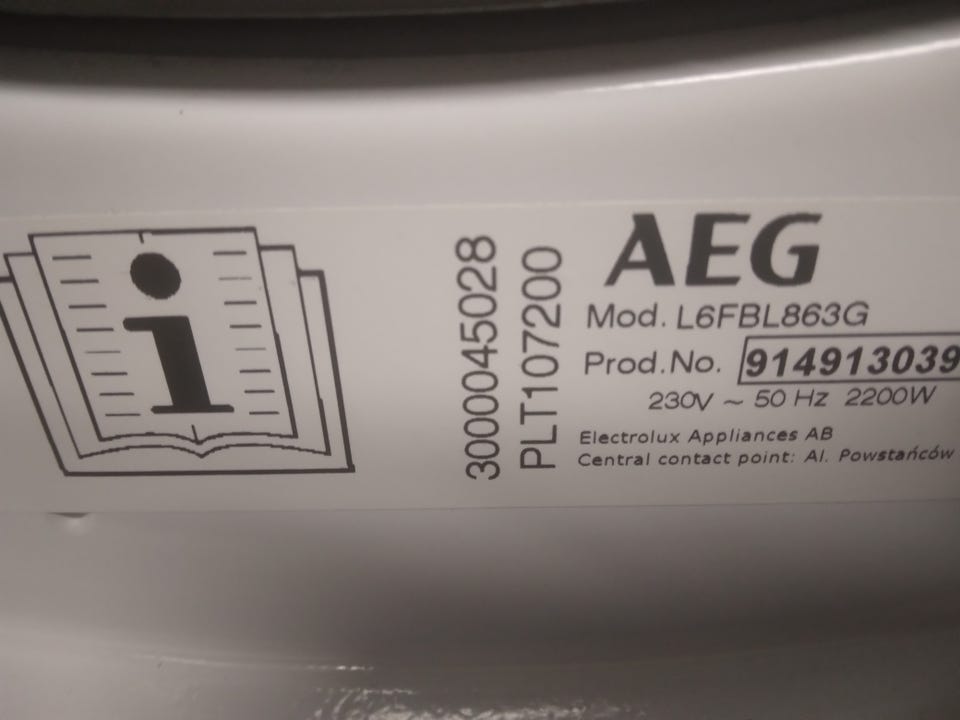 3000045028
PLT107200
AEG
Mod. L6FBL863G
Prod.No. 914913039
230V ~ 50 Hz 2200W
Electrolux Appliances AB
Central contact point: Al. Powstańców